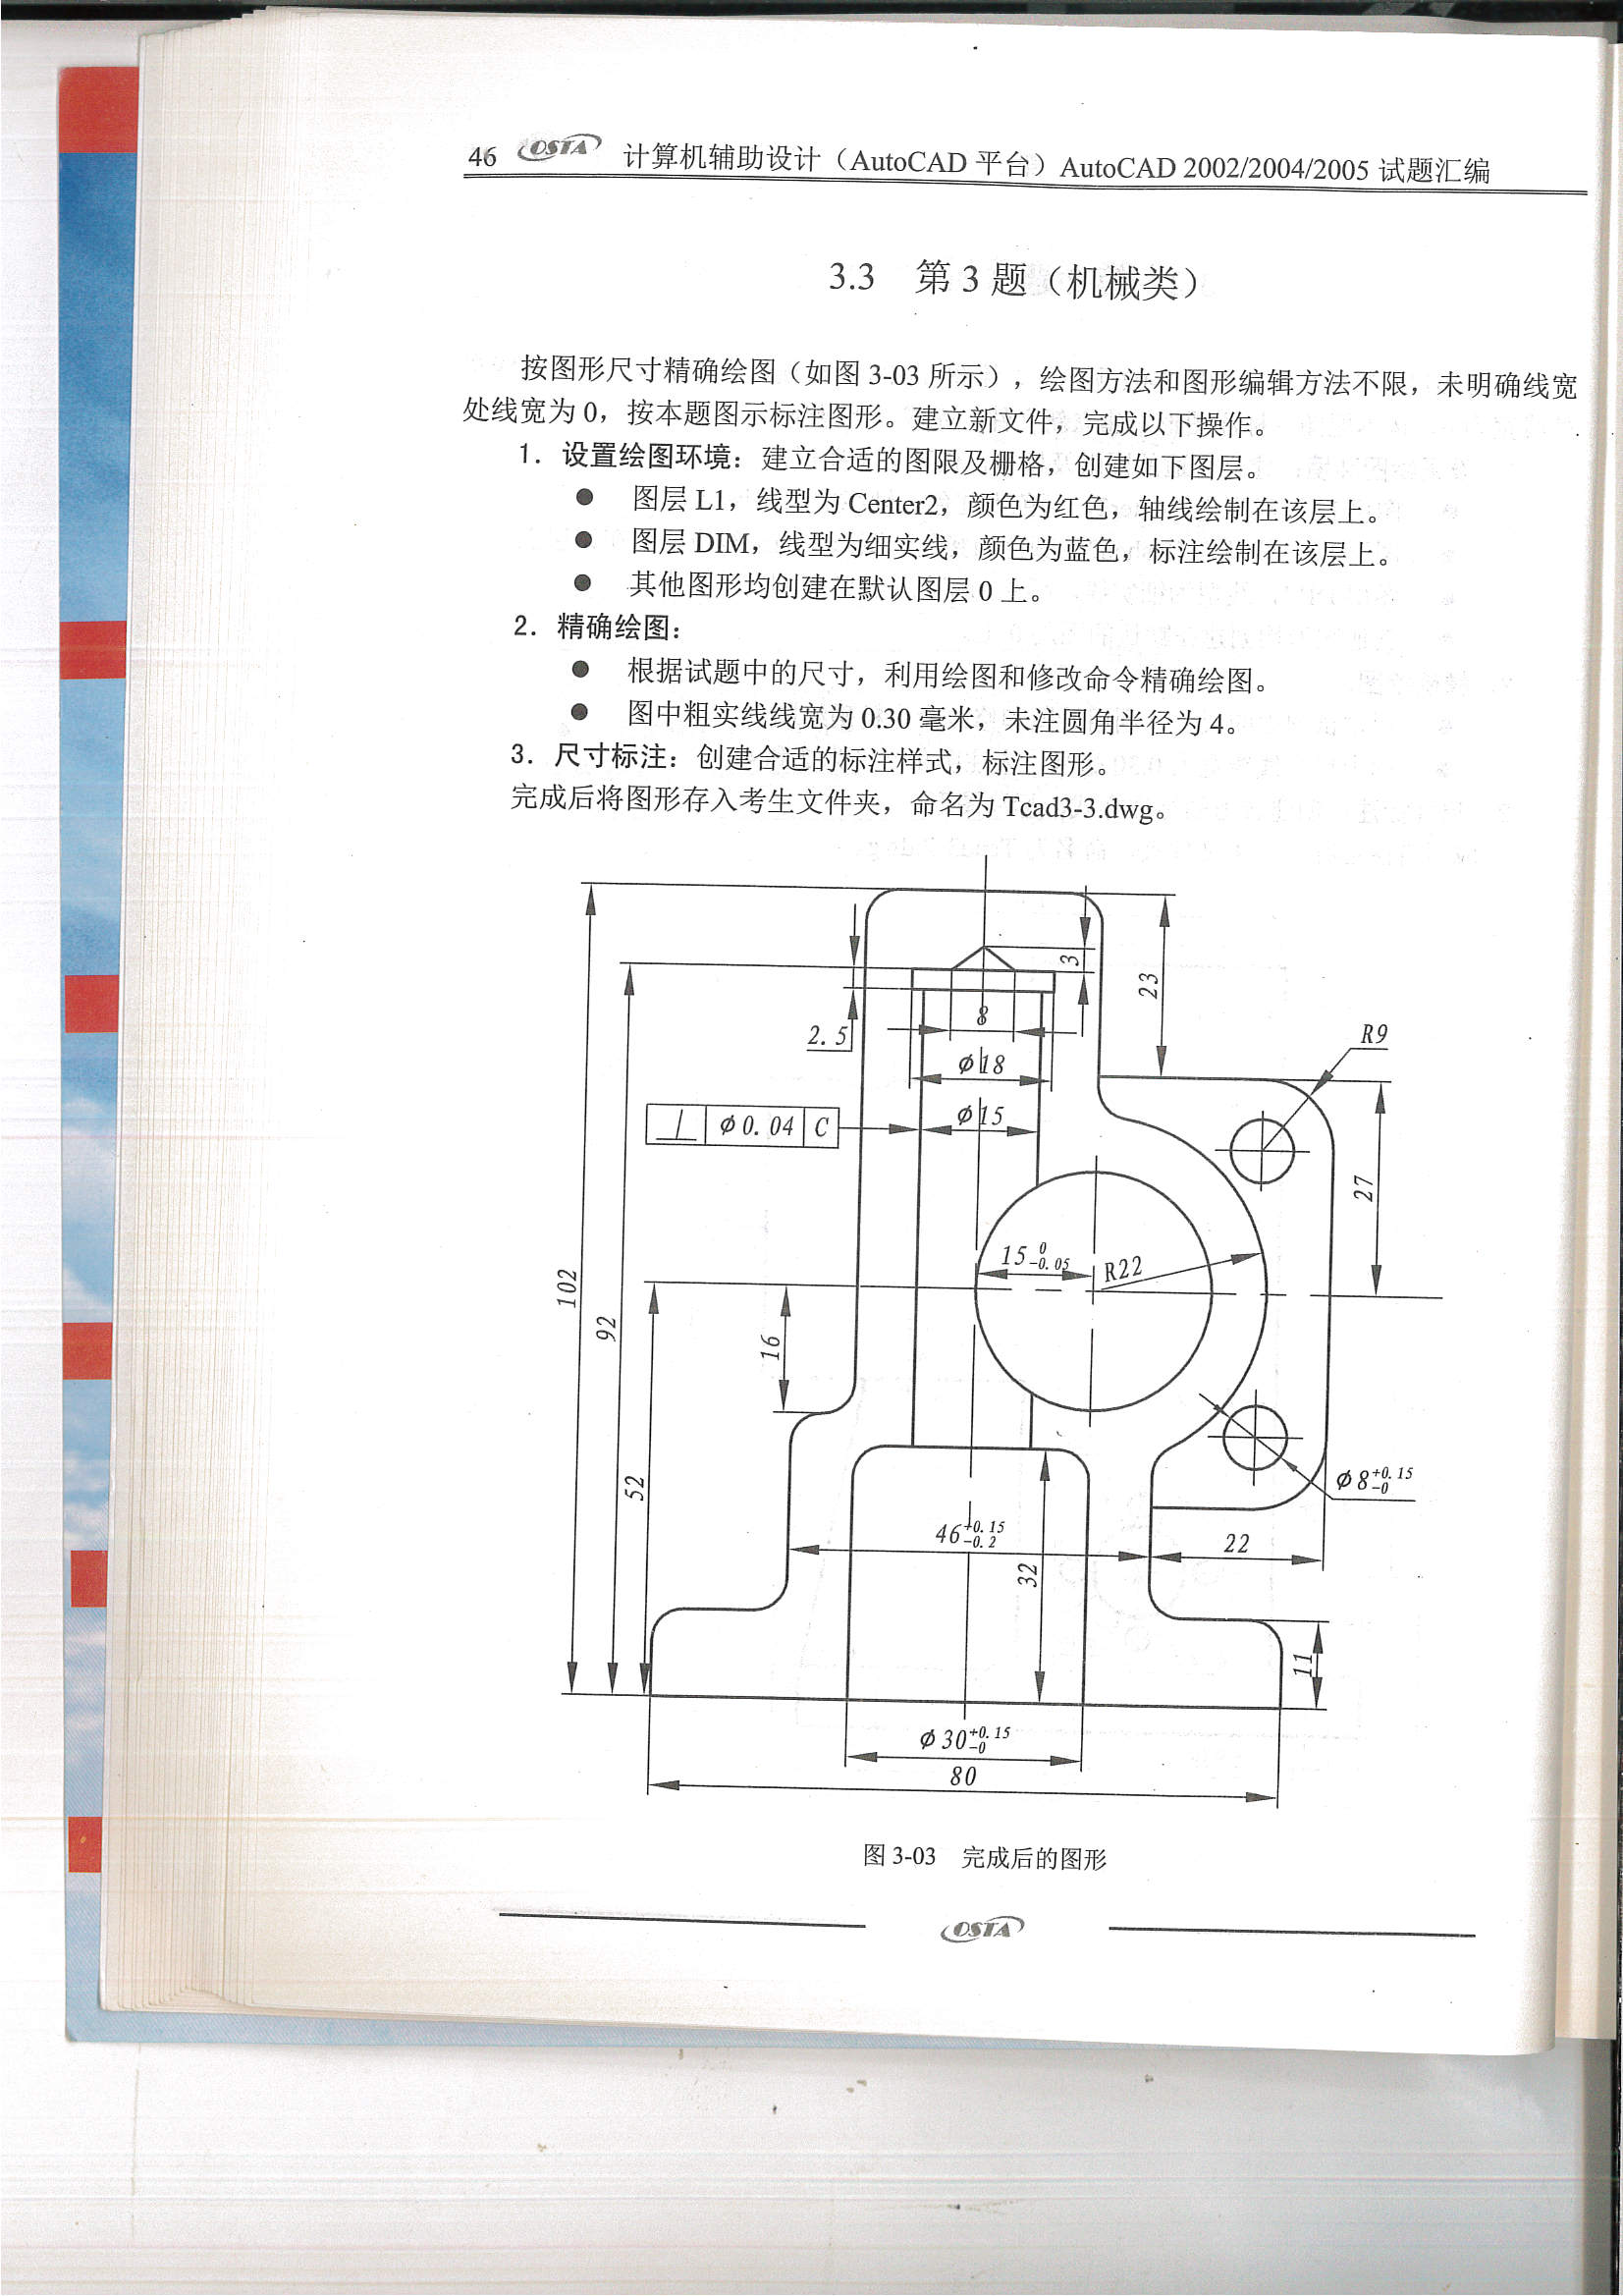 46 OSTA 计算机辅助设计（AutoCAD 平台）AutoCAD 2002/2004/2005 试题汇编
3.3 第 3 题（机械类）
按图形尺寸精确绘图（如图 3-03 所示），绘图方法和图形编辑方法不限，未明确线宽
处线宽为 0，按本题图示标注图形。建立新文件，完成以下操作。
1．设置绘图环境：建立合适的图限及栅格，创建如下图层。
● 图层 L1，线型为 Center2，颜色为红色，轴线绘制在该层上。
● 图层 DIM，线型为细实线，颜色为蓝色，标注绘制在该层上。
● 其他图形均创建在默认图层 0 上。
2．精确绘图：
● 根据试题中的尺寸，利用绘图和修改命令精确绘图。
● 图中粗实线线宽为 0.30 毫米，未注圆角半径为 4。
3．尺寸标注：创建合适的标注样式，标注图形。
完成后将图形存入考生文件夹，命名为 Tcad3-3.dwg。
3
23
8
2.5
R9
φ18
φ15
⊥ φ0.04 C
27
15 0 -0.05
R22
102
92
16
52
φ8 +0.15 -0
46 +0.15 -0.2
22
32
11
φ30 +0.15 -0
80
图 3-03 完成后的图形
OSTA